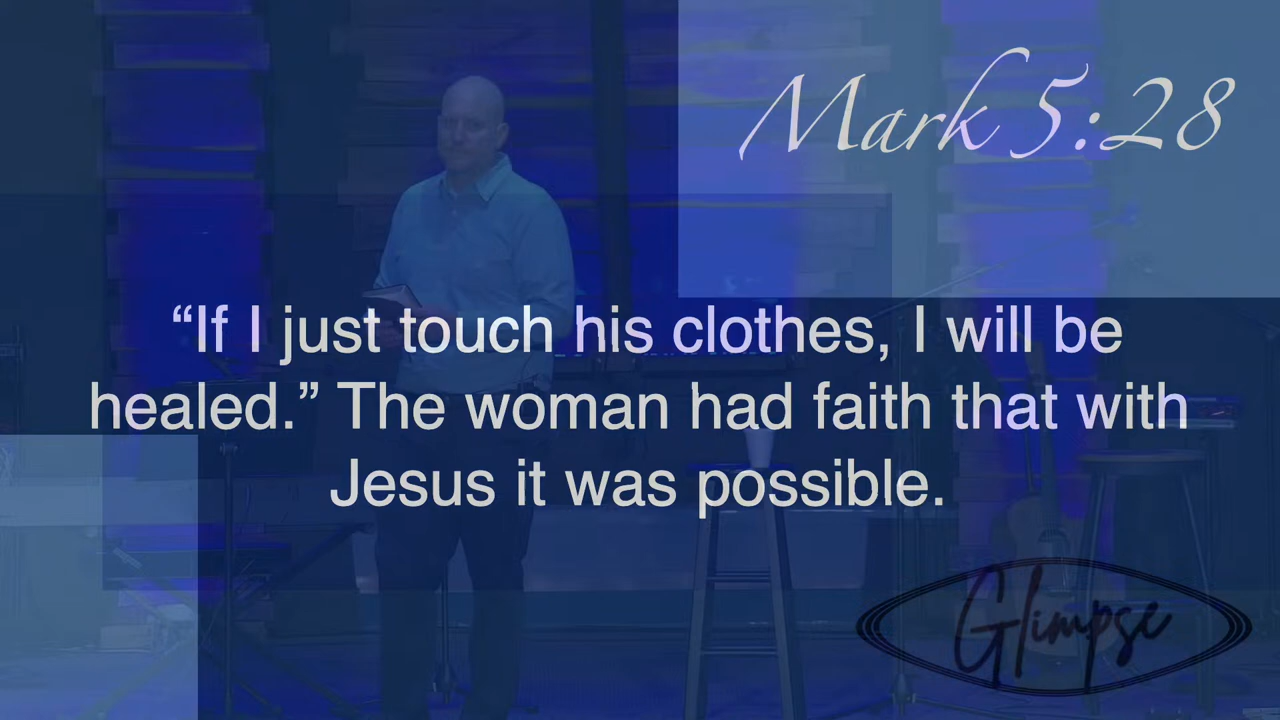 Mark 5:28
“If I just touch his clothes, I will be
healed.” The woman had faith that with
Jesus it was possible.
Glimpse